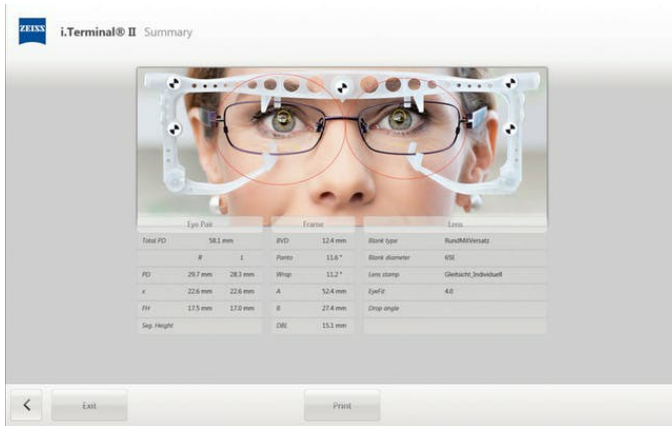 ZEISS
i.Terminal® II Summary
Eye Pair
Frame
Lens
Total PD 58.1 mm BVD 12.4 mm Blank type RundMitVersatz
R L Panto 11.6° Blank diameter 65E
PD 29.7 mm 28.3 mm Wrap 11.2° Lens stamp Gleitsicht_Individuell
x 22.6 mm 22.6 mm A 52.4 mm EyeFit 4.0
FH 17.5 mm 17.0 mm B 27.4 mm Drop angle
Seg. Height DBL 15.1 mm
Exit
Print